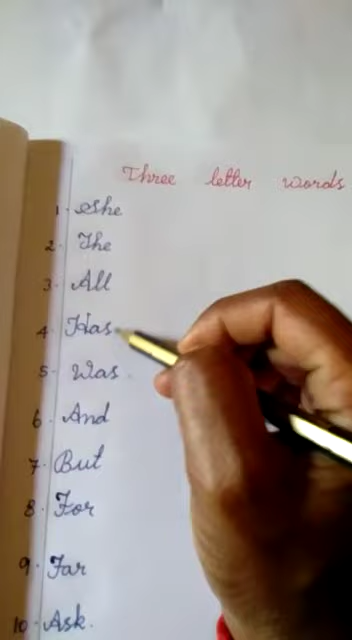 Three letter words
1. She
2. The
3. All
4. Has
5. Was.
6. And
7. But
8. For
9. Far
10. Ask.